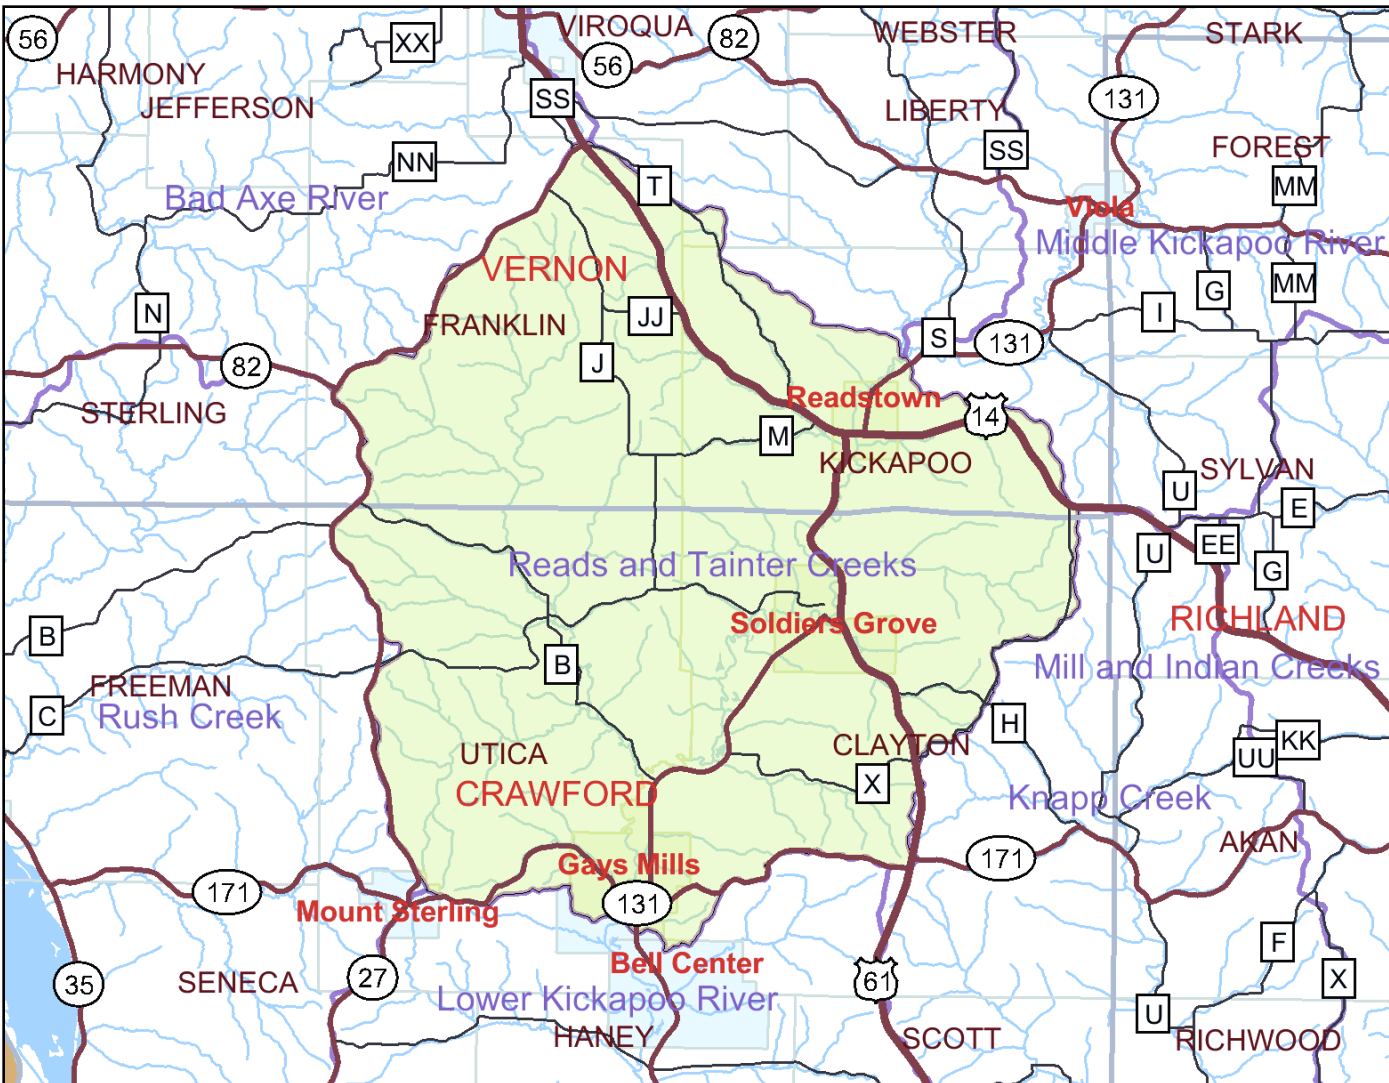 VIROQUA
WEBSTER
STARK
56
XX
82
56
HARMONY
JEFFERSON
SS
131
LIBERTY
FOREST
SS
NN
T
MM
Bad Axe River
Viola
Middle Kickapoo River
VERNON
G
MM
N
FRANKLIN
JJ
I
S
131
J
82
Readstown
STERLING
14
M
KICKAPOO
SYLVAN
U
E
Reads and Tainter Creeks
U
EE
G
Soldiers Grove
RICHLAND
B
B
Mill and Indian Creeks
FREEMAN
Rush Creek
C
H
UTICA
CLAYTON
KK
UU
CRAWFORD
X
Knapp Creek
AKAN
Gays Mills
171
171
Mount Sterling
131
F
Bell Center
SENECA
27
35
61
X
Lower Kickapoo River
U
HANEY
SCOTT
RICHWOOD